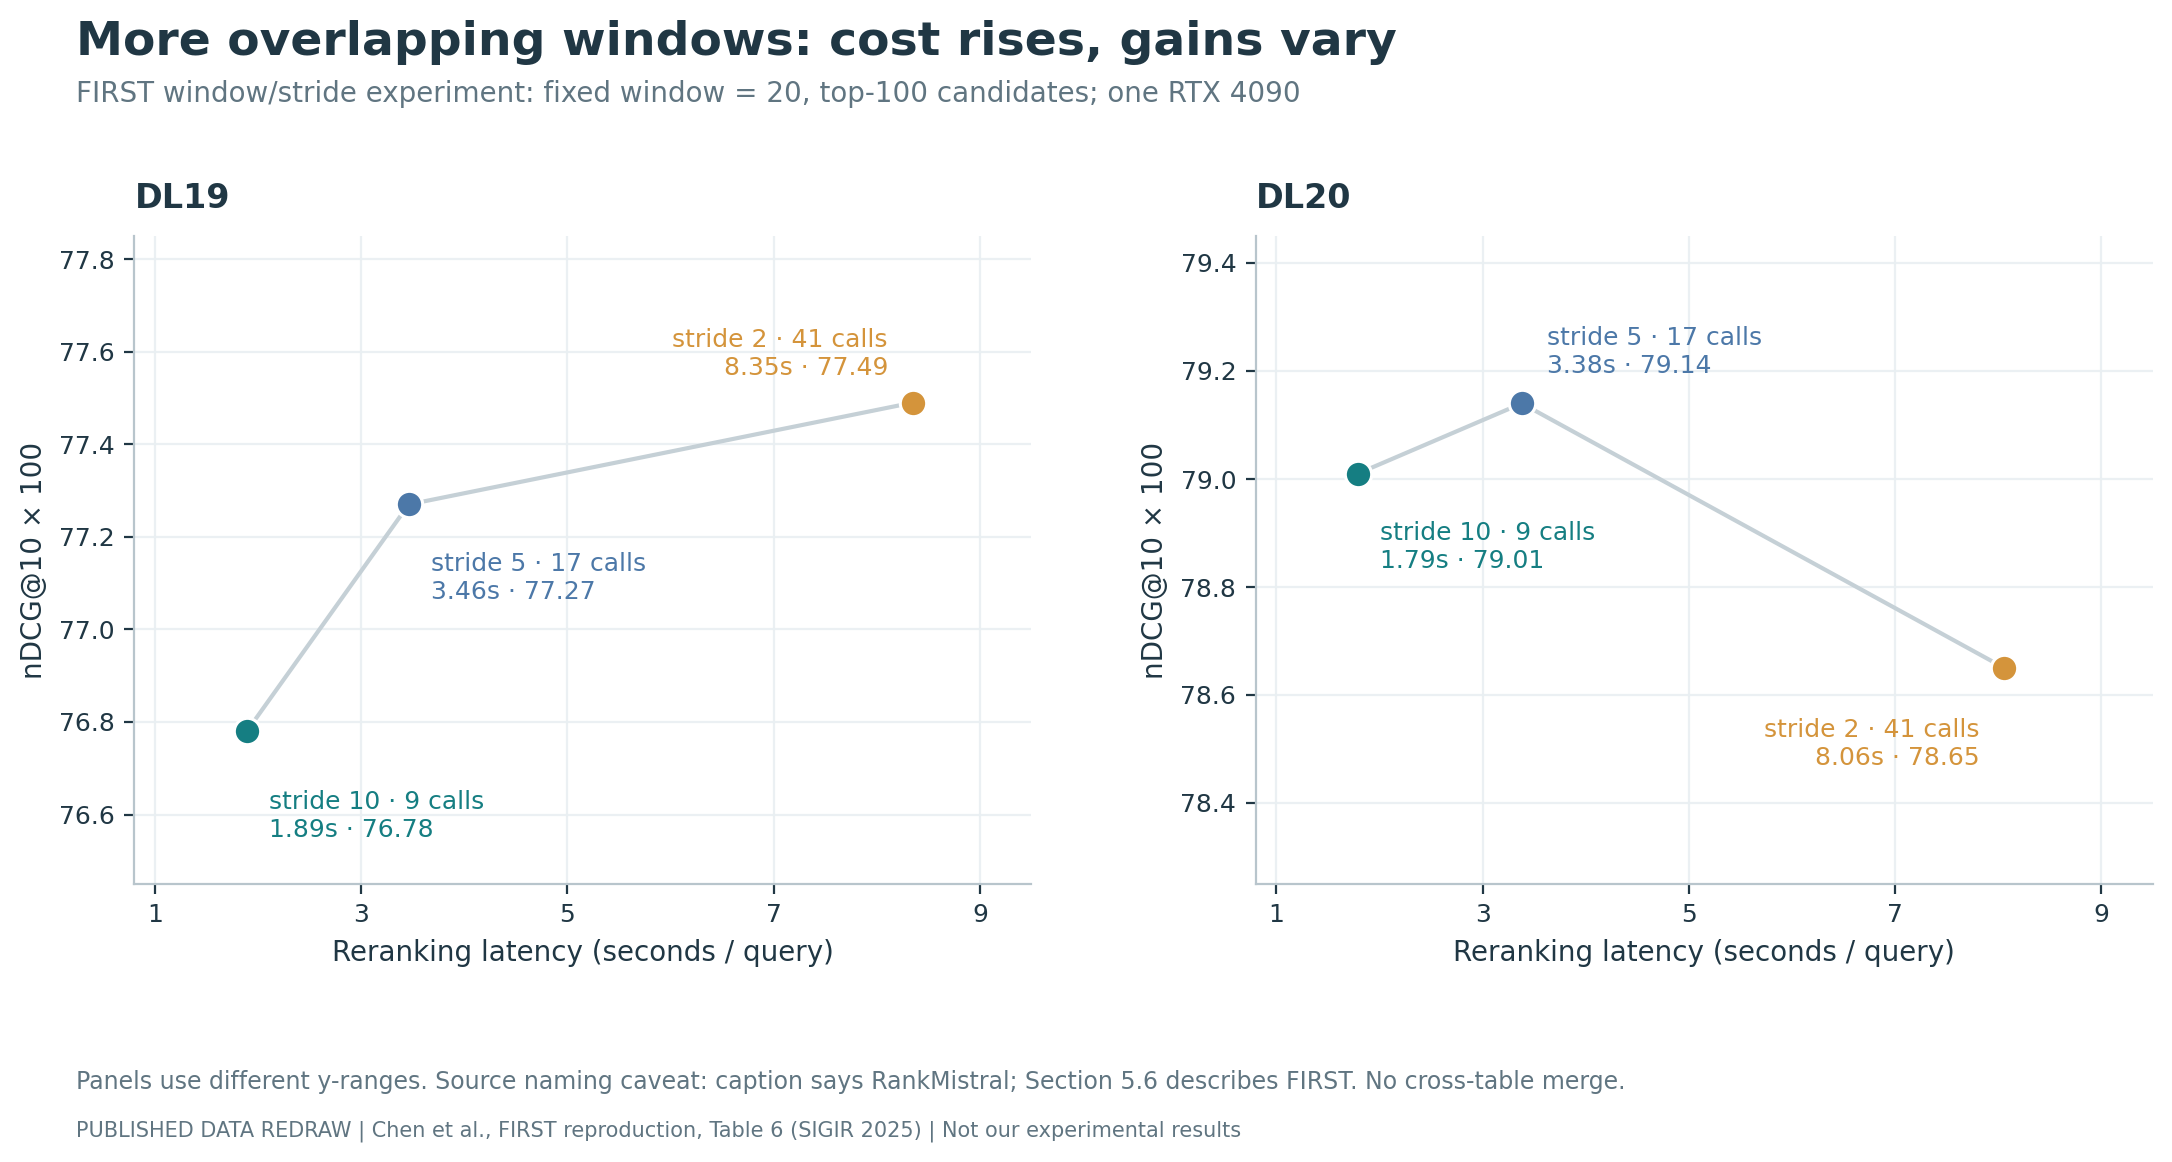 More overlapping windows: cost rises, gains vary
FIRST window/stride experiment: fixed window = 20, top-100 candidates; one RTX 4090
DL19
77.8
77.6
77.4
77.2
77.0
76.8
76.6
nDCG@10 × 100
stride 2 · 41 calls
8.35s · 77.49
stride 5 · 17 calls
3.46s · 77.27
stride 10 · 9 calls
1.89s · 76.78
1 3 5 7 9
Reranking latency (seconds / query)
DL20
79.4
79.2
79.0
78.8
78.6
78.4
nDCG@10 × 100
stride 5 · 17 calls
3.38s · 79.14
stride 10 · 9 calls
1.79s · 79.01
stride 2 · 41 calls
8.06s · 78.65
1 3 5 7 9
Reranking latency (seconds / query)
Panels use different y-ranges. Source naming caveat: caption says RankMistral; Section 5.6 describes FIRST. No cross-table merge.
PUBLISHED DATA REDRAW | Chen et al., FIRST reproduction, Table 6 (SIGIR 2025) | Not our experimental results